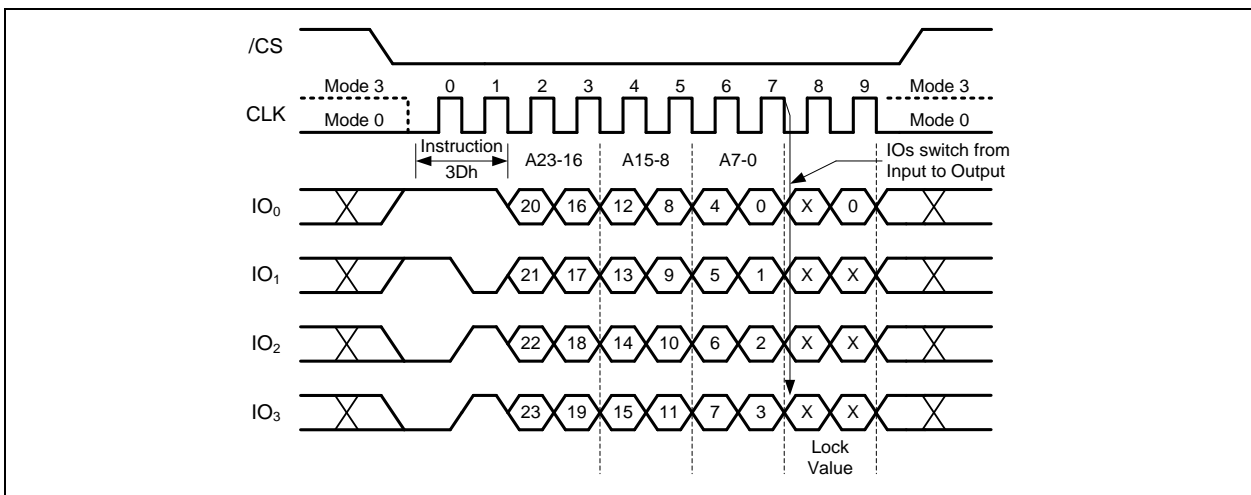 /CS
Mode 3 0 1 2 3 4 5 6 7 8 9 Mode 3
CLK
Mode 0 Mode 0
Instruction A23-16 A15-8 A7-0 IOs switch from
3Dh Input to Output
IO₀ 20 16 12 8 4 0 X 0
IO₁ 21 17 13 9 5 1 X X
IO₂ 22 18 14 10 6 2 X X
IO₃ 23 19 15 11 7 3 X X
Lock
Value